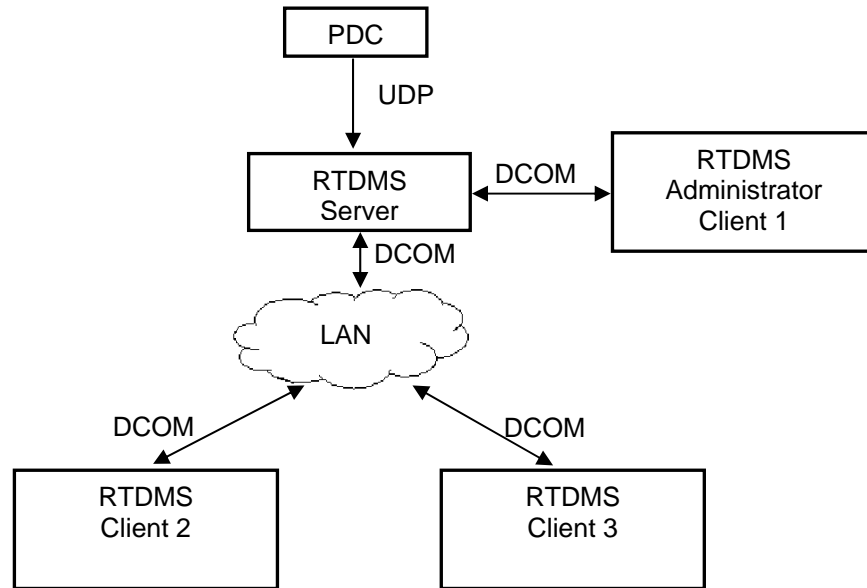 PDC
UDP
RTDMS
Server
DCOM
RTDMS
Administrator
Client 1
DCOM
LAN
DCOM
DCOM
RTDMS
Client 2
RTDMS
Client 3